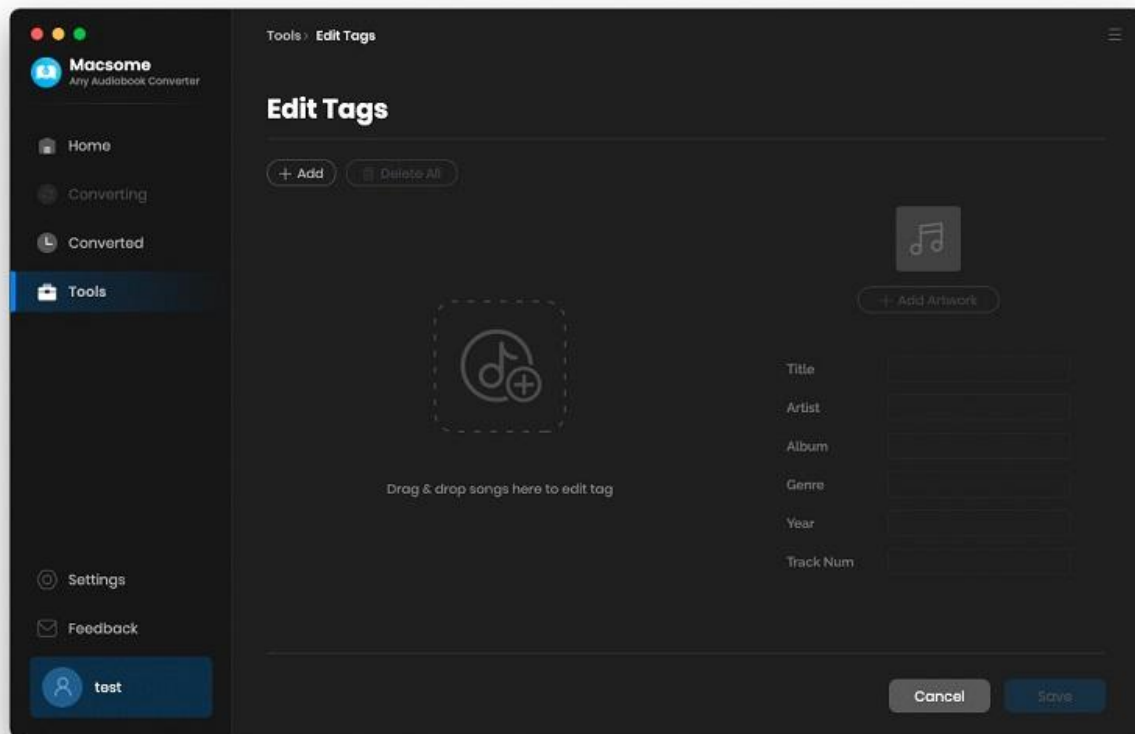 Macsome
Any Audiobook Converter
Home
Converting
Converted
Tools
Settings
Feedback
test
Tools › Edit Tags
Edit Tags
+ Add
Delete All
+ Add Artwork
Drag & drop songs here to edit tag
Title
Artist
Album
Genre
Year
Track Num
Cancel
Save